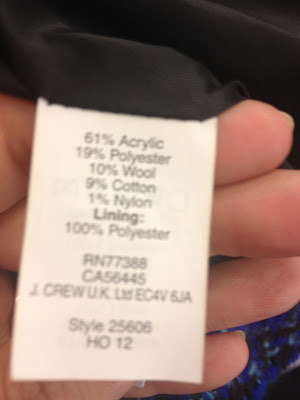 61% Acrylic
19% Polyester
10% Wool
9% Cotton
1% Nylon
Lining:
100% Polyester
RN77388
CA56445
J. CREW U.K. Ltd EC4V 6JA
Style 25606
HO 12